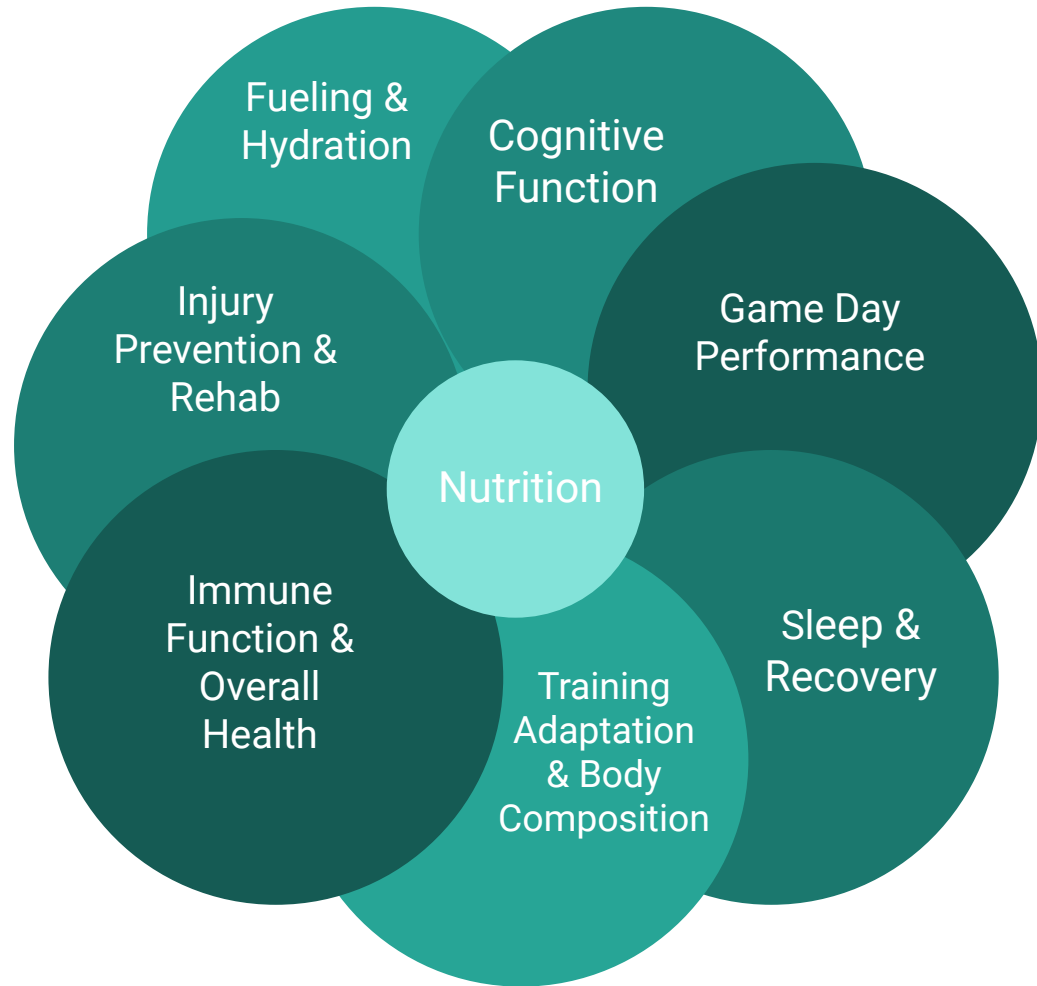 Fueling &
Hydration
Cognitive
Function
Game Day
Performance
Injury
Prevention &
Rehab
Nutrition
Immune
Function &
Overall
Health
Sleep &
Recovery
Training
Adaptation
& Body
Composition